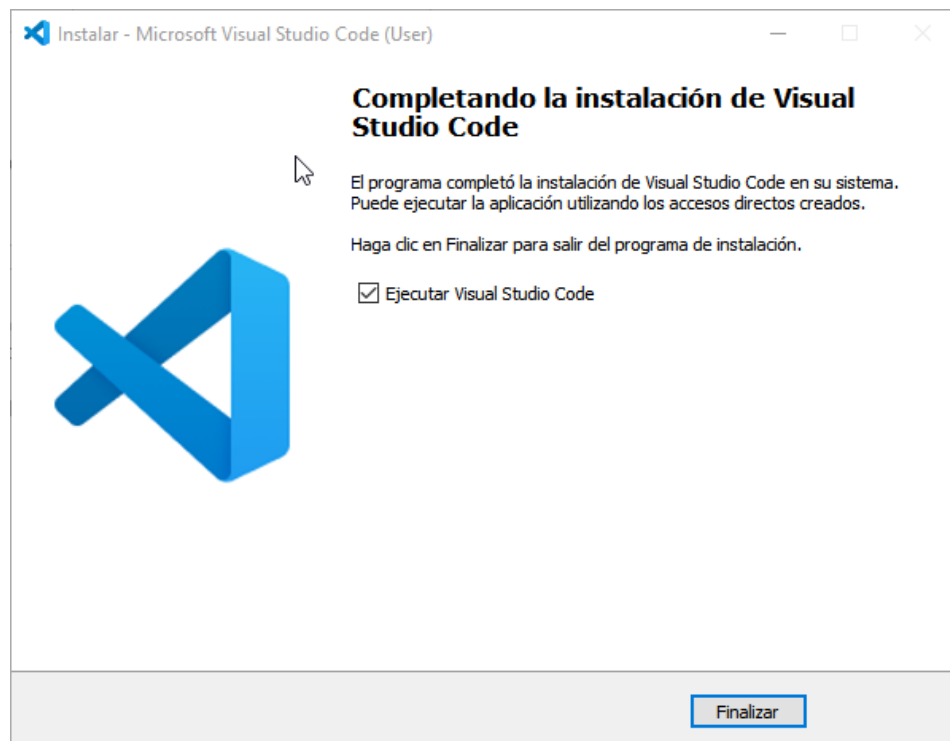 Instalar - Microsoft Visual Studio Code (User)
Completando la instalación de Visual
Studio Code
El programa completó la instalación de Visual Studio Code en su sistema.
Puede ejecutar la aplicación utilizando los accesos directos creados.
Haga clic en Finalizar para salir del programa de instalación.
Ejecutar Visual Studio Code
Finalizar